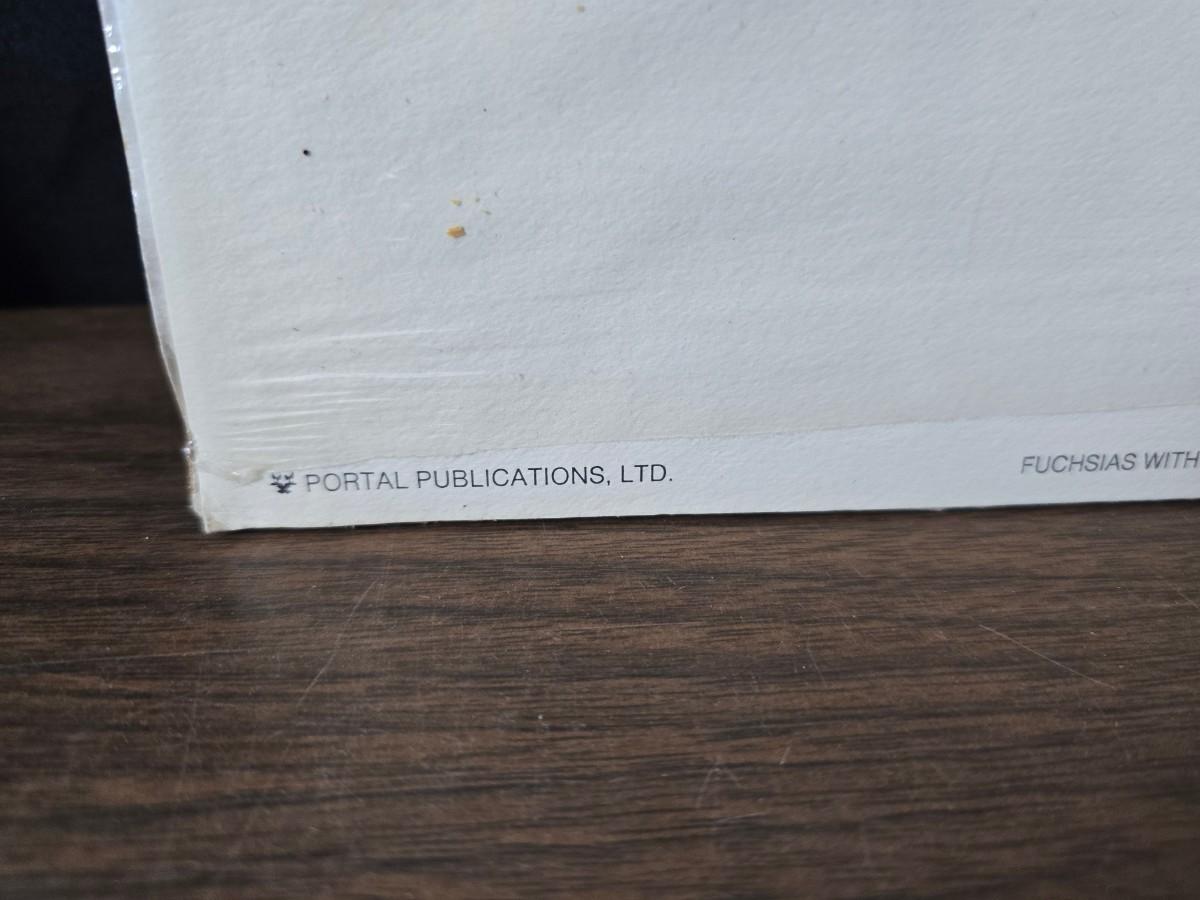 PORTAL PUBLICATIONS, LTD. FUCHSIAS WITH